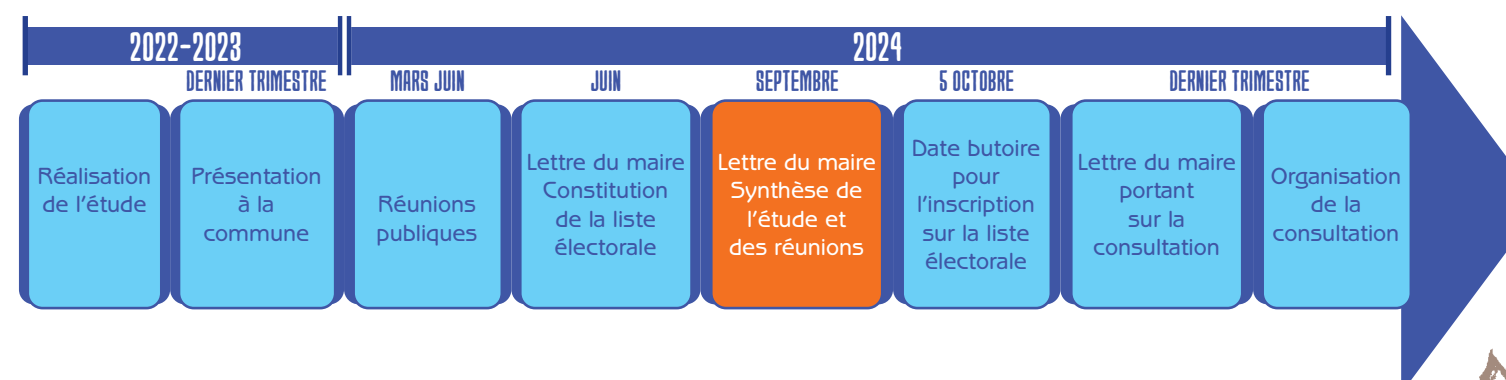 2022-2023
2024
DERNIER TRIMESTRE
MARS JUIN
JUIN
SEPTEMBRE
5 OCTOBRE
DERNIER TRIMESTRE
Réalisation
de l'étude
Présentation
à la
commune
Réunions
publiques
Lettre du maire
Constitution
de la liste
électorale
Lettre du maire
Synthèse de
l'étude et
des réunions
Date butoire
pour
l'inscription
sur la liste
électorale
Lettre du maire
portant
sur la
consultation
Organisation
de la
consultation